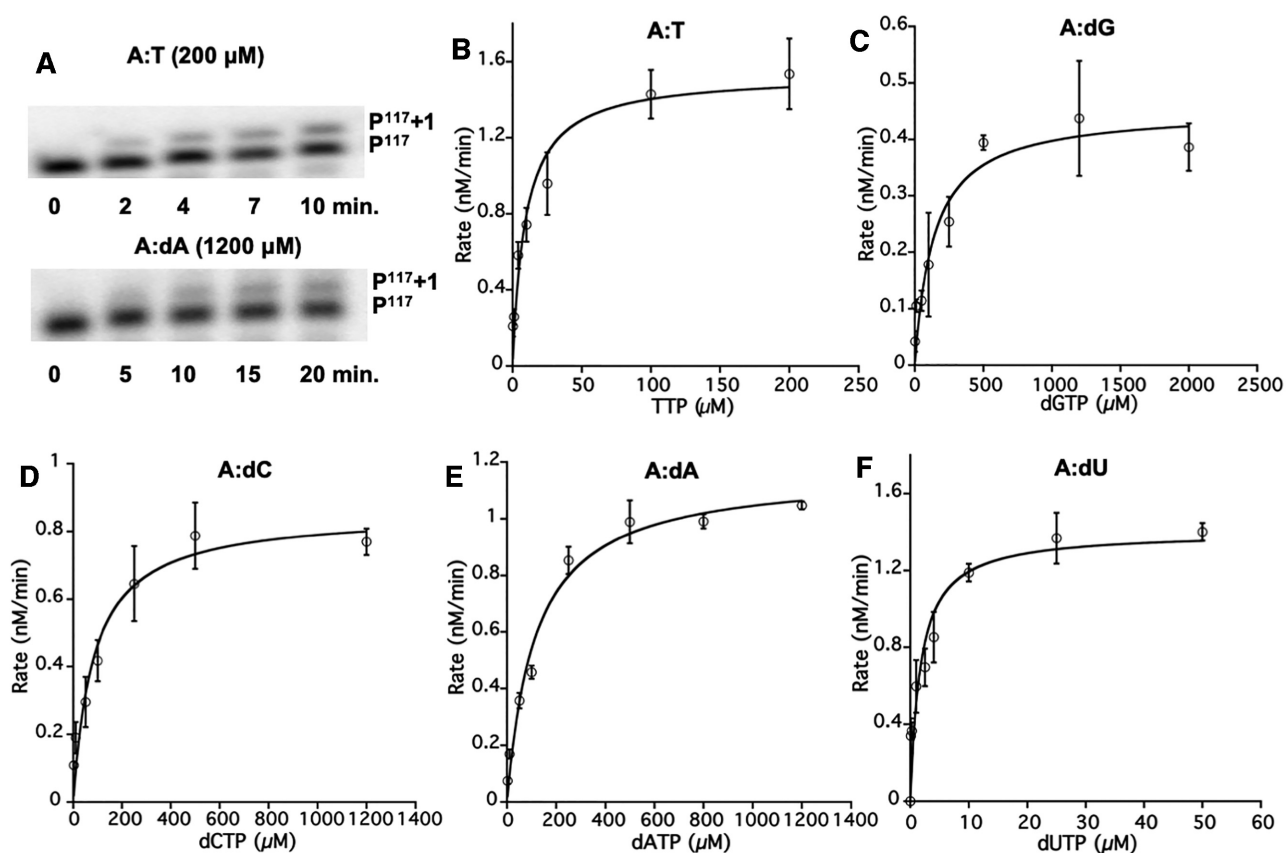 A
A:T (200 µM)
P117+1
P117
0 2 4 7 10 min.
A:dA (1200 µM)
P117+1
P117
0 5 10 15 20 min.
B
A:T
Rate (nM/min)
1.6
1.2
0.8
0.4
0
0 50 100 150 200 250
TTP (µM)
C
A:dG
Rate (nM/min)
0.6
0.5
0.4
0.3
0.2
0.1
0
0 500 1000 1500 2000 2500
dGTP (µM)
D
A:dC
Rate (nM/min)
1
0.8
0.6
0.4
0.2
0
0 200 400 600 800 1000 1200 1400
dCTP (µM)
E
A:dA
Rate (nM/min)
1.2
1
0.8
0.6
0.4
0.2
0
0 200 400 600 800 1000 1200 1400
dATP (µM)
F
A:dU
Rate (nM/min)
1.6
1.2
0.8
0.4
0
0 10 20 30 40 50 60
dUTP (µM)